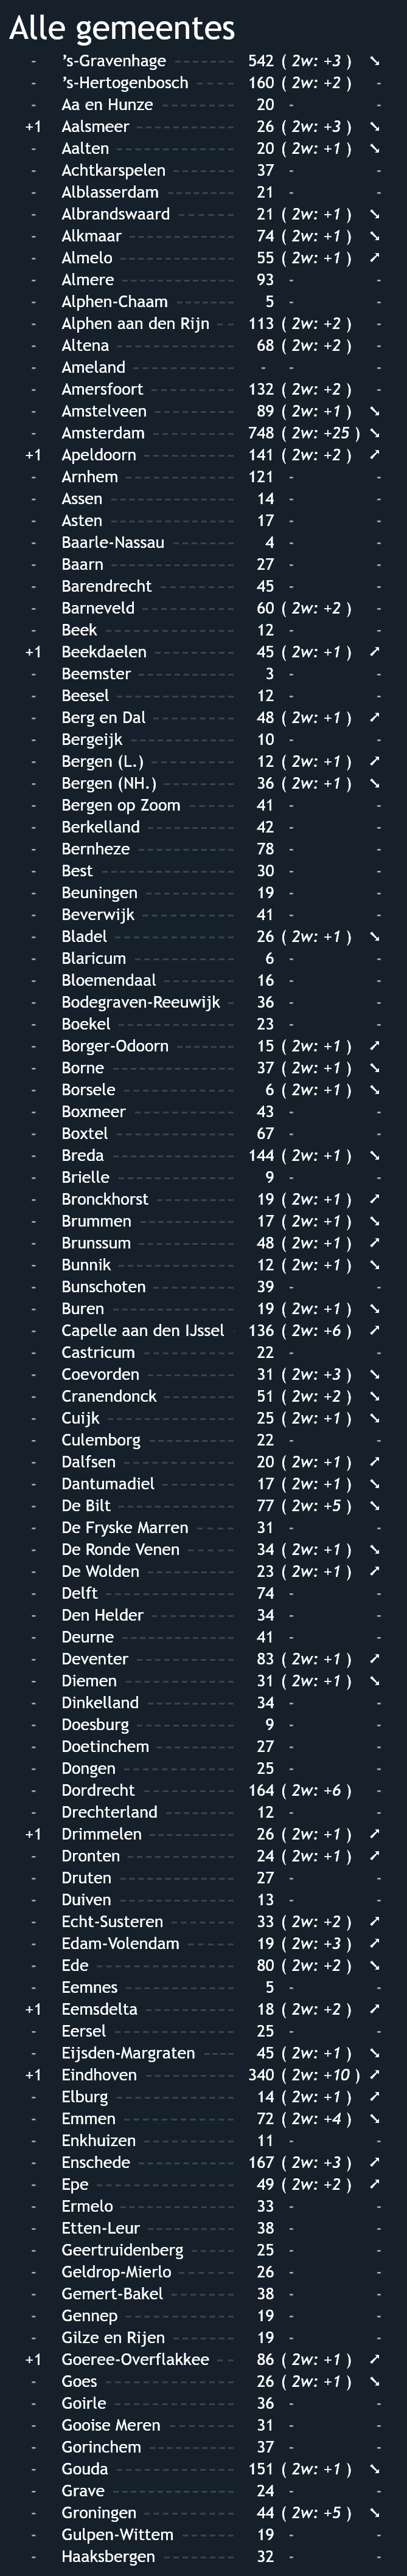 Alle gemeentes
- ’s-Gravenhage 542 ( 2w: +3 ) ➘
- ’s-Hertogenbosch 160 ( 2w: +2 ) -
- Aa en Hunze 20 - -
+1 Aalsmeer 26 ( 2w: +3 ) ➘
- Aalten 20 ( 2w: +1 ) ➘
- Achtkarspelen 37 - -
- Alblasserdam 21 - -
- Albrandswaard 21 ( 2w: +1 ) ➘
- Alkmaar 74 ( 2w: +1 ) ➘
- Almelo 55 ( 2w: +1 ) ➚
- Almere 93 - -
- Alphen-Chaam 5 - -
- Alphen aan den Rijn 113 ( 2w: +2 ) -
- Altena 68 ( 2w: +2 ) -
- Ameland - - -
- Amersfoort 132 ( 2w: +2 ) -
- Amstelveen 89 ( 2w: +1 ) ➘
- Amsterdam 748 ( 2w: +25 ) ➘
+1 Apeldoorn 141 ( 2w: +2 ) ➚
- Arnhem 121 - -
- Assen 14 - -
- Asten 17 - -
- Baarle-Nassau 4 - -
- Baarn 27 - -
- Barendrecht 45 - -
- Barneveld 60 ( 2w: +2 ) -
- Beek 12 - -
+1 Beekdaelen 45 ( 2w: +1 ) ➚
- Beemster 3 - -
- Beesel 12 - -
- Berg en Dal 48 ( 2w: +1 ) ➚
- Bergeijk 10 - -
- Bergen (L.) 12 ( 2w: +1 ) ➚
- Bergen (NH.) 36 ( 2w: +1 ) ➘
- Bergen op Zoom 41 - -
- Berkelland 42 - -
- Bernheze 78 - -
- Best 30 - -
- Beuningen 19 - -
- Beverwijk 41 - -
- Bladel 26 ( 2w: +1 ) ➘
- Blaricum 6 - -
- Bloemendaal 16 - -
- Bodegraven-Reeuwijk 36 - -
- Boekel 23 - -
- Borger-Odoorn 15 ( 2w: +1 ) ➚
- Borne 37 ( 2w: +1 ) ➘
- Borsele 6 ( 2w: +1 ) ➘
- Boxmeer 43 - -
- Boxtel 67 - -
- Breda 144 ( 2w: +1 ) ➘
- Brielle 9 - -
- Bronckhorst 19 ( 2w: +1 ) ➚
- Brummen 17 ( 2w: +1 ) ➘
- Brunssum 48 ( 2w: +1 ) ➚
- Bunnik 12 ( 2w: +1 ) ➘
- Bunschoten 39 - -
- Buren 19 ( 2w: +1 ) ➘
- Capelle aan den IJssel 136 ( 2w: +6 ) ➚
- Castricum 22 - -
- Coevorden 31 ( 2w: +3 ) ➘
- Cranendonck 51 ( 2w: +2 ) ➘
- Cuijk 25 ( 2w: +1 ) ➘
- Culemborg 22 - -
- Dalfsen 20 ( 2w: +1 ) ➚
- Dantumadiel 17 ( 2w: +1 ) ➘
- De Bilt 77 ( 2w: +5 ) ➘
- De Fryske Marren 31 - -
- De Ronde Venen 34 ( 2w: +1 ) ➘
- De Wolden 23 ( 2w: +1 ) ➚
- Delft 74 - -
- Den Helder 34 - -
- Deurne 41 - -
- Deventer 83 ( 2w: +1 ) ➚
- Diemen 31 ( 2w: +1 ) ➘
- Dinkelland 34 - -
- Doesburg 9 - -
- Doetinchem 27 - -
- Dongen 25 - -
- Dordrecht 164 ( 2w: +6 ) -
- Drechterland 12 - -
+1 Drimmelen 26 ( 2w: +1 ) ➚
- Dronten 24 ( 2w: +1 ) ➚
- Druten 27 - -
- Duiven 13 - -
- Echt-Susteren 33 ( 2w: +2 ) ➚
- Edam-Volendam 19 ( 2w: +3 ) ➚
- Ede 80 ( 2w: +2 ) ➘
- Eemnes 5 - -
+1 Eemsdelta 18 ( 2w: +2 ) ➚
- Eersel 25 - -
- Eijsden-Margraten 45 ( 2w: +1 ) ➘
+1 Eindhoven 340 ( 2w: +10 ) ➚
- Elburg 14 ( 2w: +1 ) ➚
- Emmen 72 ( 2w: +4 ) ➘
- Enkhuizen 11 - -
- Enschede 167 ( 2w: +3 ) ➚
- Epe 49 ( 2w: +2 ) ➚
- Ermelo 33 - -
- Etten-Leur 38 - -
- Geertruidenberg 25 - -
- Geldrop-Mierlo 26 - -
- Gemert-Bakel 38 - -
- Gennep 19 - -
- Gilze en Rijen 19 - -
+1 Goeree-Overflakkee 86 ( 2w: +1 ) ➚
- Goes 26 ( 2w: +1 ) ➘
- Goirle 36 - -
- Gooise Meren 31 - -
- Gorinchem 37 - -
- Gouda 151 ( 2w: +1 ) ➘
- Grave 24 - -
- Groningen 44 ( 2w: +5 ) ➘
- Gulpen-Wittem 19 - -
- Haaksbergen 32 - -